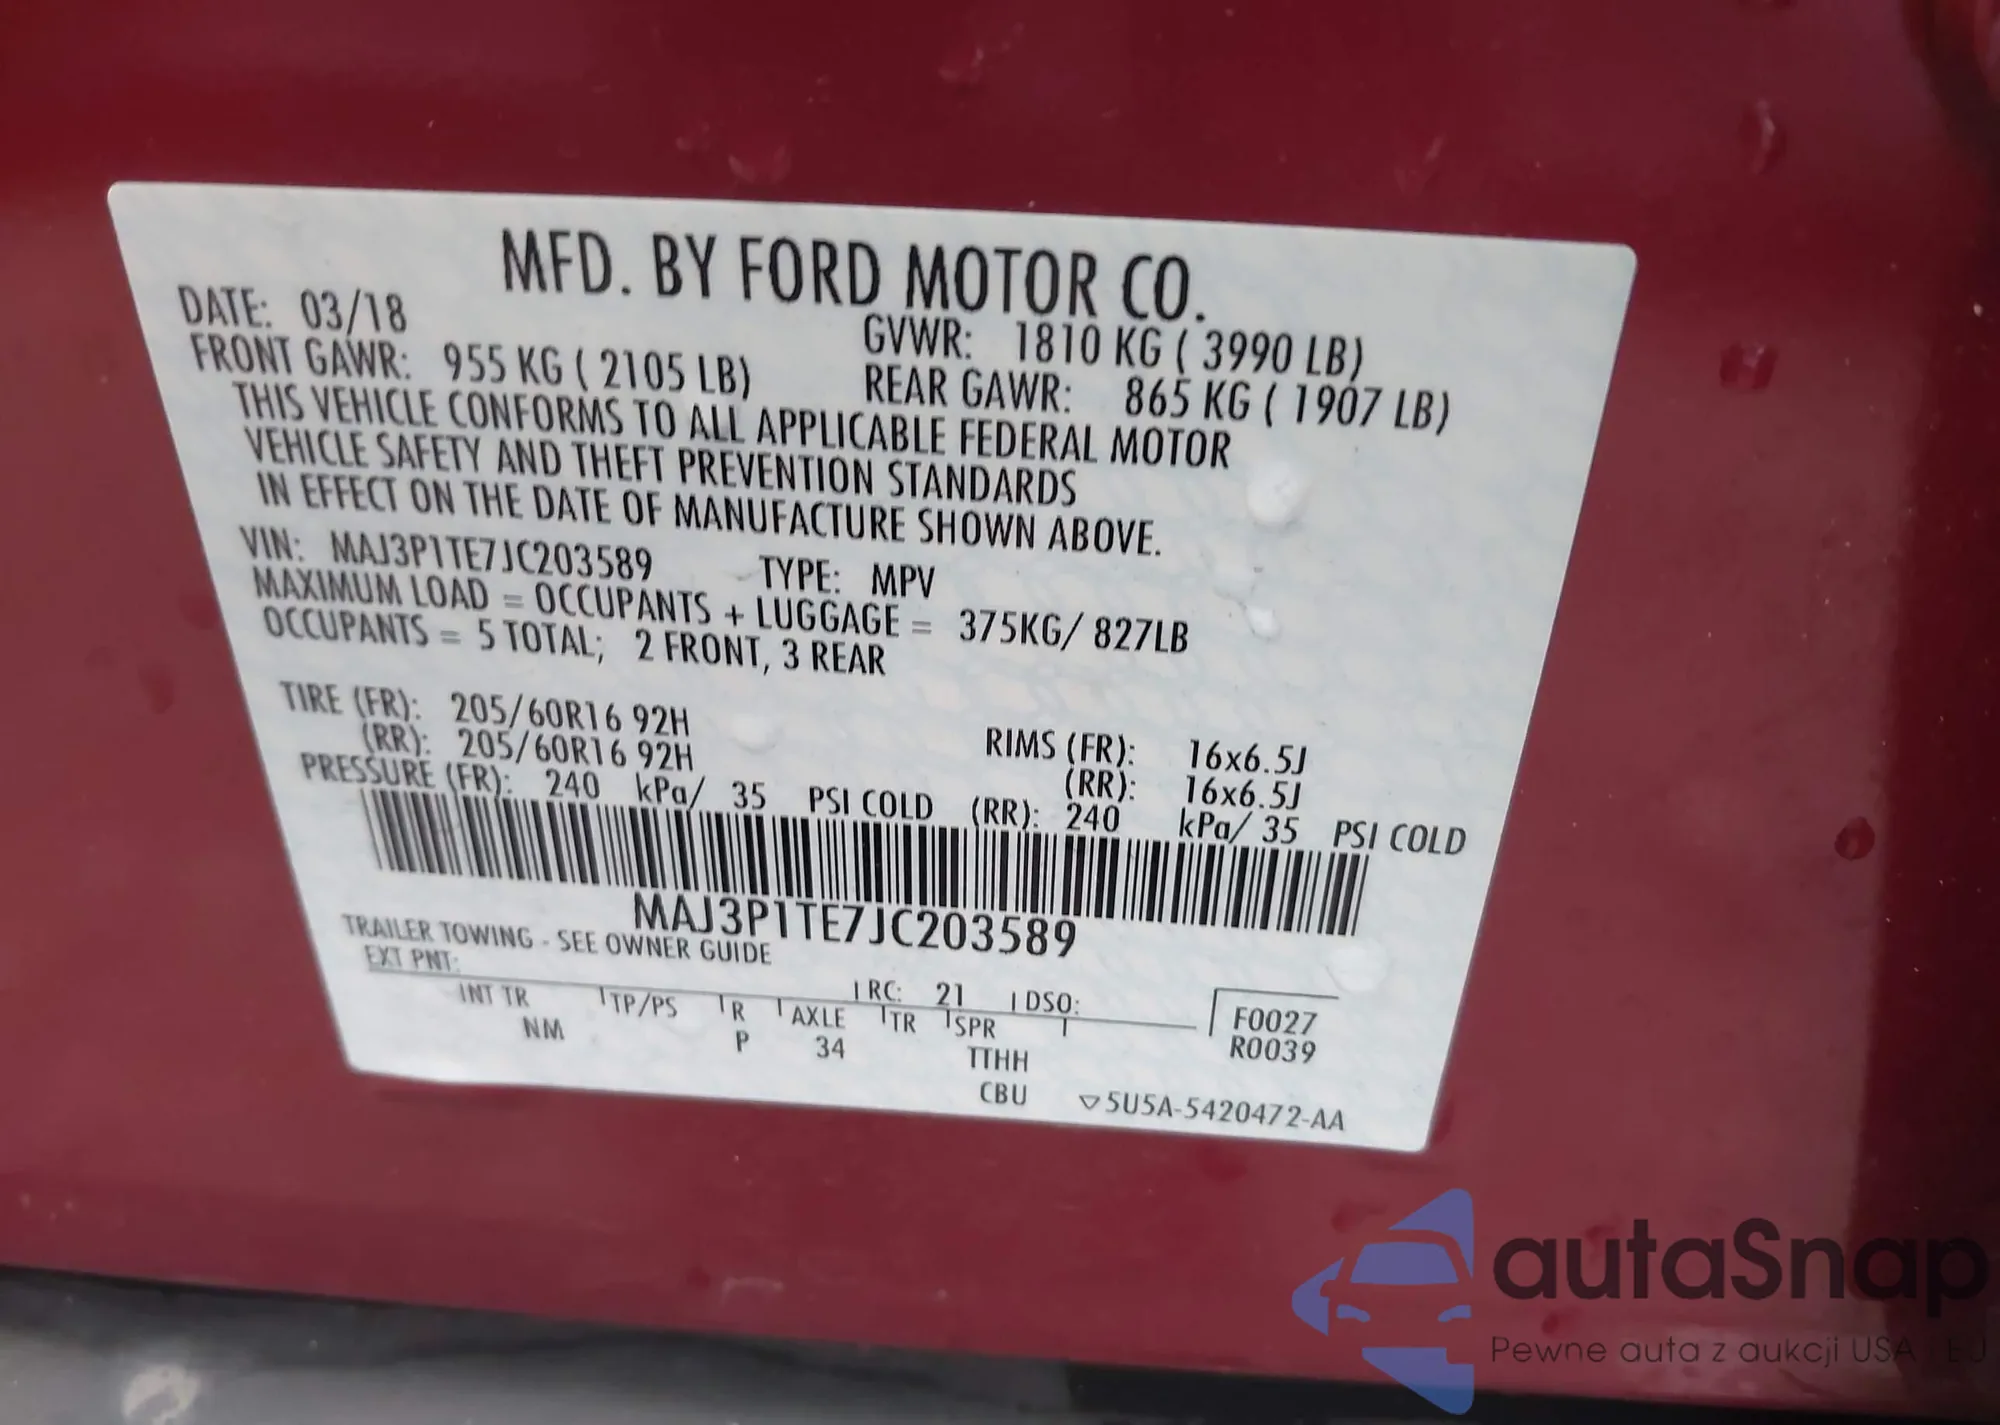 MFD. BY FORD MOTOR CO.
DATE: 03/18 GVWR: 1810 KG ( 3990 LB)
FRONT GAWR: 955 KG ( 2105 LB) REAR GAWR: 865 KG ( 1907 LB)
THIS VEHICLE CONFORMS TO ALL APPLICABLE FEDERAL MOTOR
VEHICLE SAFETY AND THEFT PREVENTION STANDARDS
IN EFFECT ON THE DATE OF MANUFACTURE SHOWN ABOVE.
VIN: MAJ3P1TE7JC203589 TYPE: MPV
MAXIMUM LOAD = OCCUPANTS + LUGGAGE = 375KG/ 827LB
OCCUPANTS = 5 TOTAL; 2 FRONT, 3 REAR
TIRE (FR): 205/60R16 92H RIMS (FR): 16x6.5J
(RR): 205/60R16 92H (RR): 16x6.5J
PRESSURE (FR): 240 kPa/ 35 PSI COLD (RR): 240 kPa/ 35 PSI COLD
MAJ3P1TE7JC203589
TRAILER TOWING - SEE OWNER GUIDE
EXT PNT: RC: 21 DSO:
INT TR TP/PS R AXLE TR SPR F0027
NM P 34 TTHH R0039
CBU ▽5U5A-5420472-AA
autaSnap
Pewne auta z aukcji USA EU